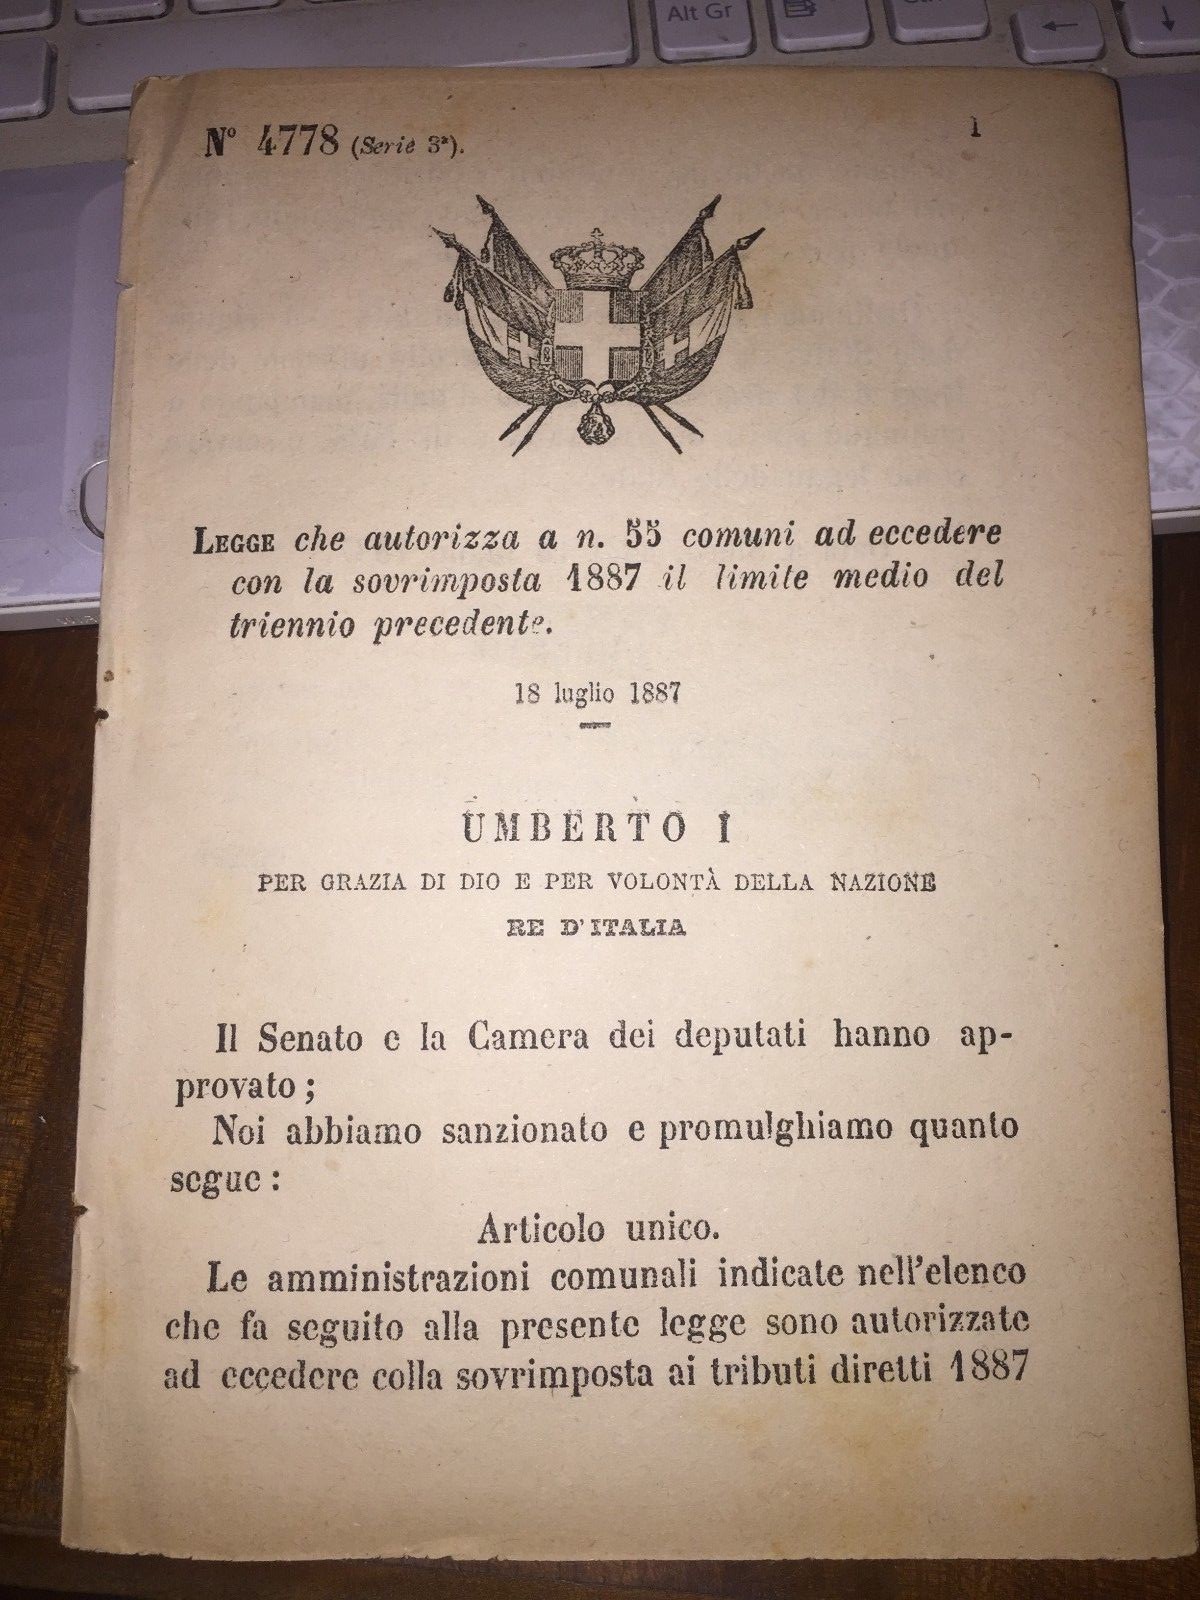 Alt Gr
Ctrl
←
↓
N° 4778 (Serie 3ª).
1
LEGGE che autorizza a n. 55 comuni ad eccedere
con la sovrimposta 1887 il limite medio del
triennio precedente.
18 luglio 1887
UMBERTO I
PER GRAZIA DI DIO E PER VOLONTÀ DELLA NAZIONE
RE D'ITALIA
Il Senato e la Camera dei deputati hanno ap-
provato ;
Noi abbiamo sanzionato e promulghiamo quanto
segue :
Articolo unico.
Le amministrazioni comunali indicate nell'elenco
che fa seguito alla presente legge sono autorizzate
ad eccedere colla sovrimposta ai tributi diretti 1887